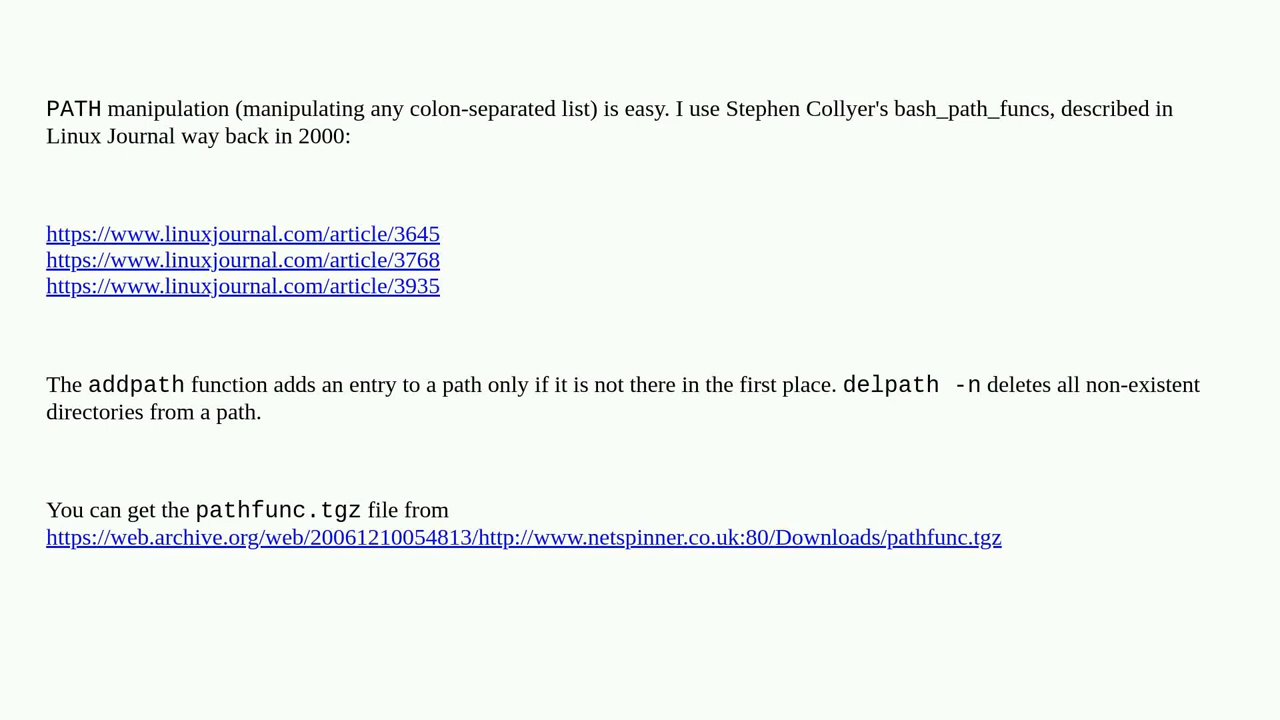 PATH manipulation (manipulating any colon-separated list) is easy. I use Stephen Collyer's bash_path_funcs, described in
Linux Journal way back in 2000:
https://www.linuxjournal.com/article/3645
https://www.linuxjournal.com/article/3768
https://www.linuxjournal.com/article/3935
The addpath function adds an entry to a path only if it is not there in the first place. delpath -n deletes all non-existent
directories from a path.
You can get the pathfunc.tgz file from
https://web.archive.org/web/20061210054813/http://www.netspinner.co.uk:80/Downloads/pathfunc.tgz